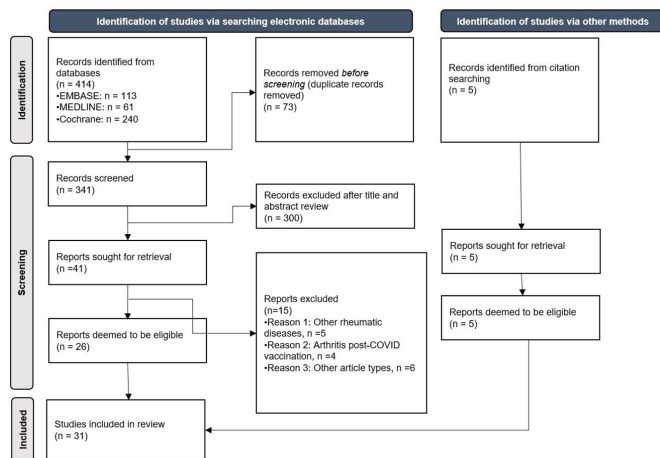 Identification of studies via searching electronic databases
Identification of studies via other methods
Identification
Records identified from
databases
(n = 414)
•EMBASE: n = 113
•MEDLINE: n = 61
•Cochrane: n = 240
Records removed before
screening (duplicate records
removed)
(n = 73)
Records identified from citation
searching
(n = 5)
Screening
Records screened
(n = 341)
Records excluded after title and
abstract review
(n = 300)
Reports sought for retrieval
(n =41)
Reports sought for retrieval
(n = 5)
Reports excluded
(n=15)
•Reason 1: Other rheumatic
diseases, n =5
•Reason 2: Arthritis post-COVID
vaccination, n =4
•Reason 3: Other article types, n =6
Reports deemed to be eligible
(n = 26)
Reports deemed to be eligible
(n = 5)
Included
Studies included in review
(n = 31)